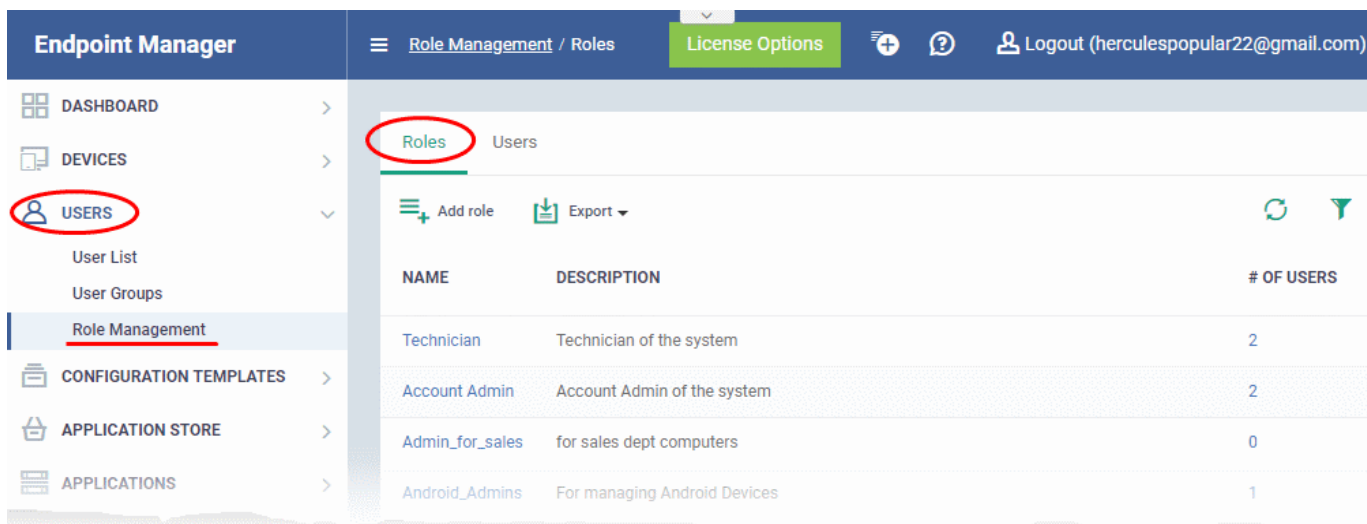 Endpoint Manager
Role Management / Roles
License Options
Logout (herculespopular22@gmail.com)
DASHBOARD
DEVICES
USERS
User List
User Groups
Role Management
CONFIGURATION TEMPLATES
APPLICATION STORE
APPLICATIONS
Roles Users
Add role Export
NAME DESCRIPTION # OF USERS
Technician Technician of the system 2
Account Admin Account Admin of the system 2
Admin_for_sales for sales dept computers 0
Android_Admins For managing Android Devices 1